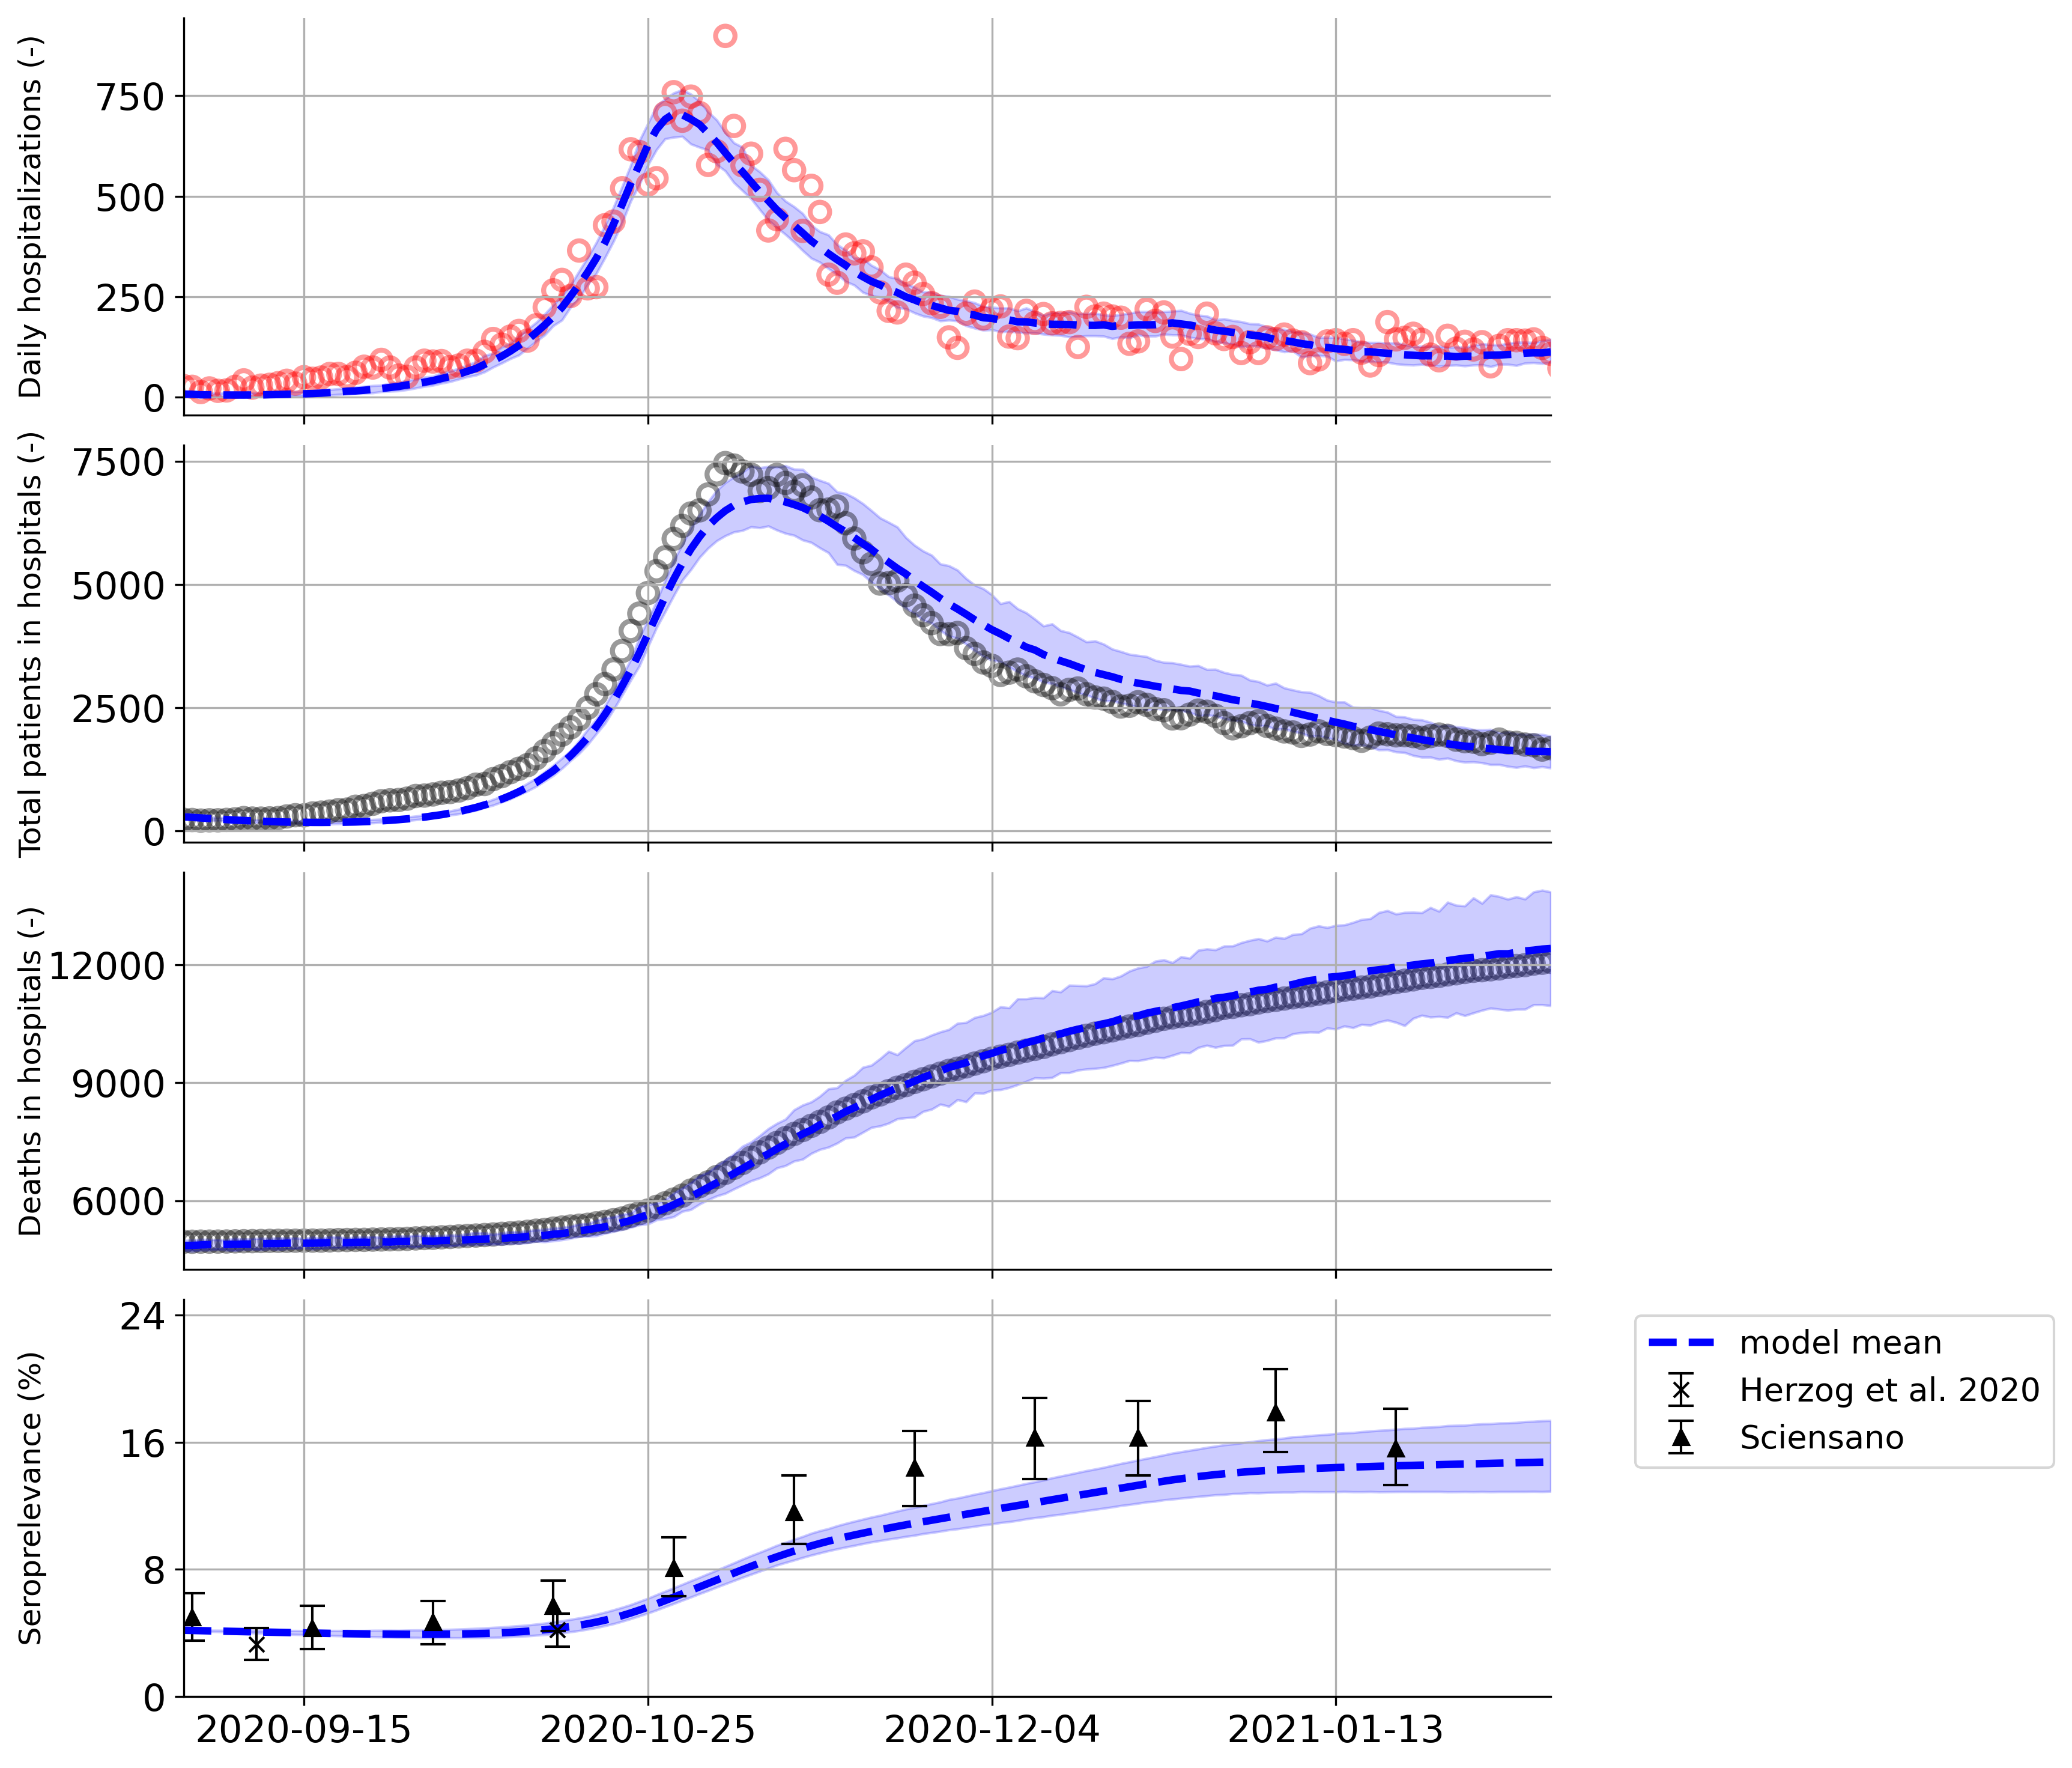 Daily hospitalizations (-)
750
500
250
0
Total patients in hospitals (-)
7500
5000
2500
0
Deaths in hospitals (-)
12000
9000
6000
Seroprelevance (%)
24
16
8
0
2020-09-15 2020-10-25 2020-12-04 2021-01-13
model mean
Herzog et al. 2020
Sciensano